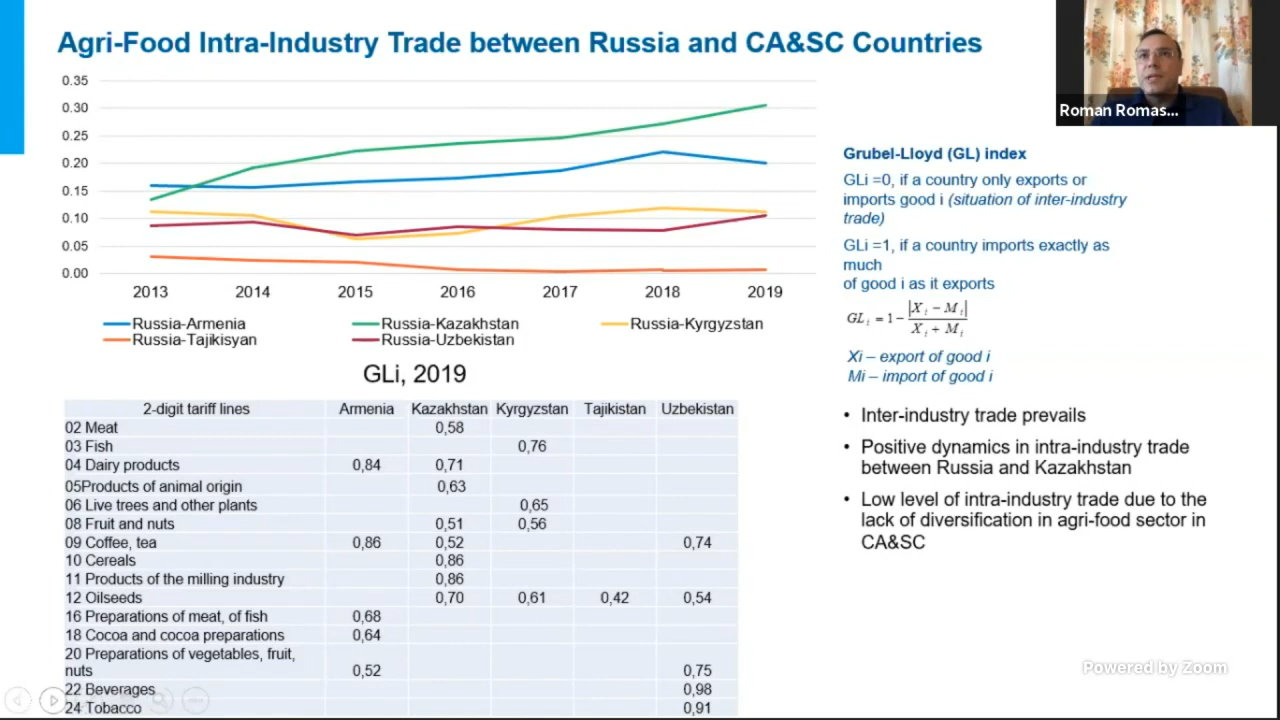 Agri-Food Intra-Industry Trade between Russia and CA&SC Countries
Roman Romas...
0.35
0.30
0.25
0.20
0.15
0.10
0.05
0.00
2013 2014 2015 2016 2017 2018 2019
Russia-Armenia Russia-Kazakhstan Russia-Kyrgyzstan
Russia-Tajikisyan Russia-Uzbekistan
GLi, 2019
2-digit tariff lines Armenia Kazakhstan Kyrgyzstan Tajikistan Uzbekistan
02 Meat 0,58
03 Fish 0,76
04 Dairy products 0,84 0,71
05Products of animal origin 0,63
06 Live trees and other plants 0,65
08 Fruit and nuts 0,51 0,56
09 Coffee, tea 0,86 0,52 0,74
10 Cereals 0,86
11 Products of the milling industry 0,86
12 Oilseeds 0,70 0,61 0,42 0,54
16 Preparations of meat, of fish 0,68
18 Cocoa and cocoa preparations 0,64
20 Preparations of vegetables, fruit,
nuts 0,52 0,75
22 Beverages 0,98
24 Tobacco 0,91
Grubel-Lloyd (GL) index
GLi =0, if a country only exports or
imports good i (situation of inter-industry
trade)
GLi =1, if a country imports exactly as
much
of good i as it exports
GL i = 1 − |X i − M i| / X i + M i
Xi – export of good i
Mi – import of good i
• Inter-industry trade prevails
• Positive dynamics in intra-industry trade
between Russia and Kazakhstan
• Low level of intra-industry trade due to the
lack of diversification in agri-food sector in
CA&SC
Powered by Zoom